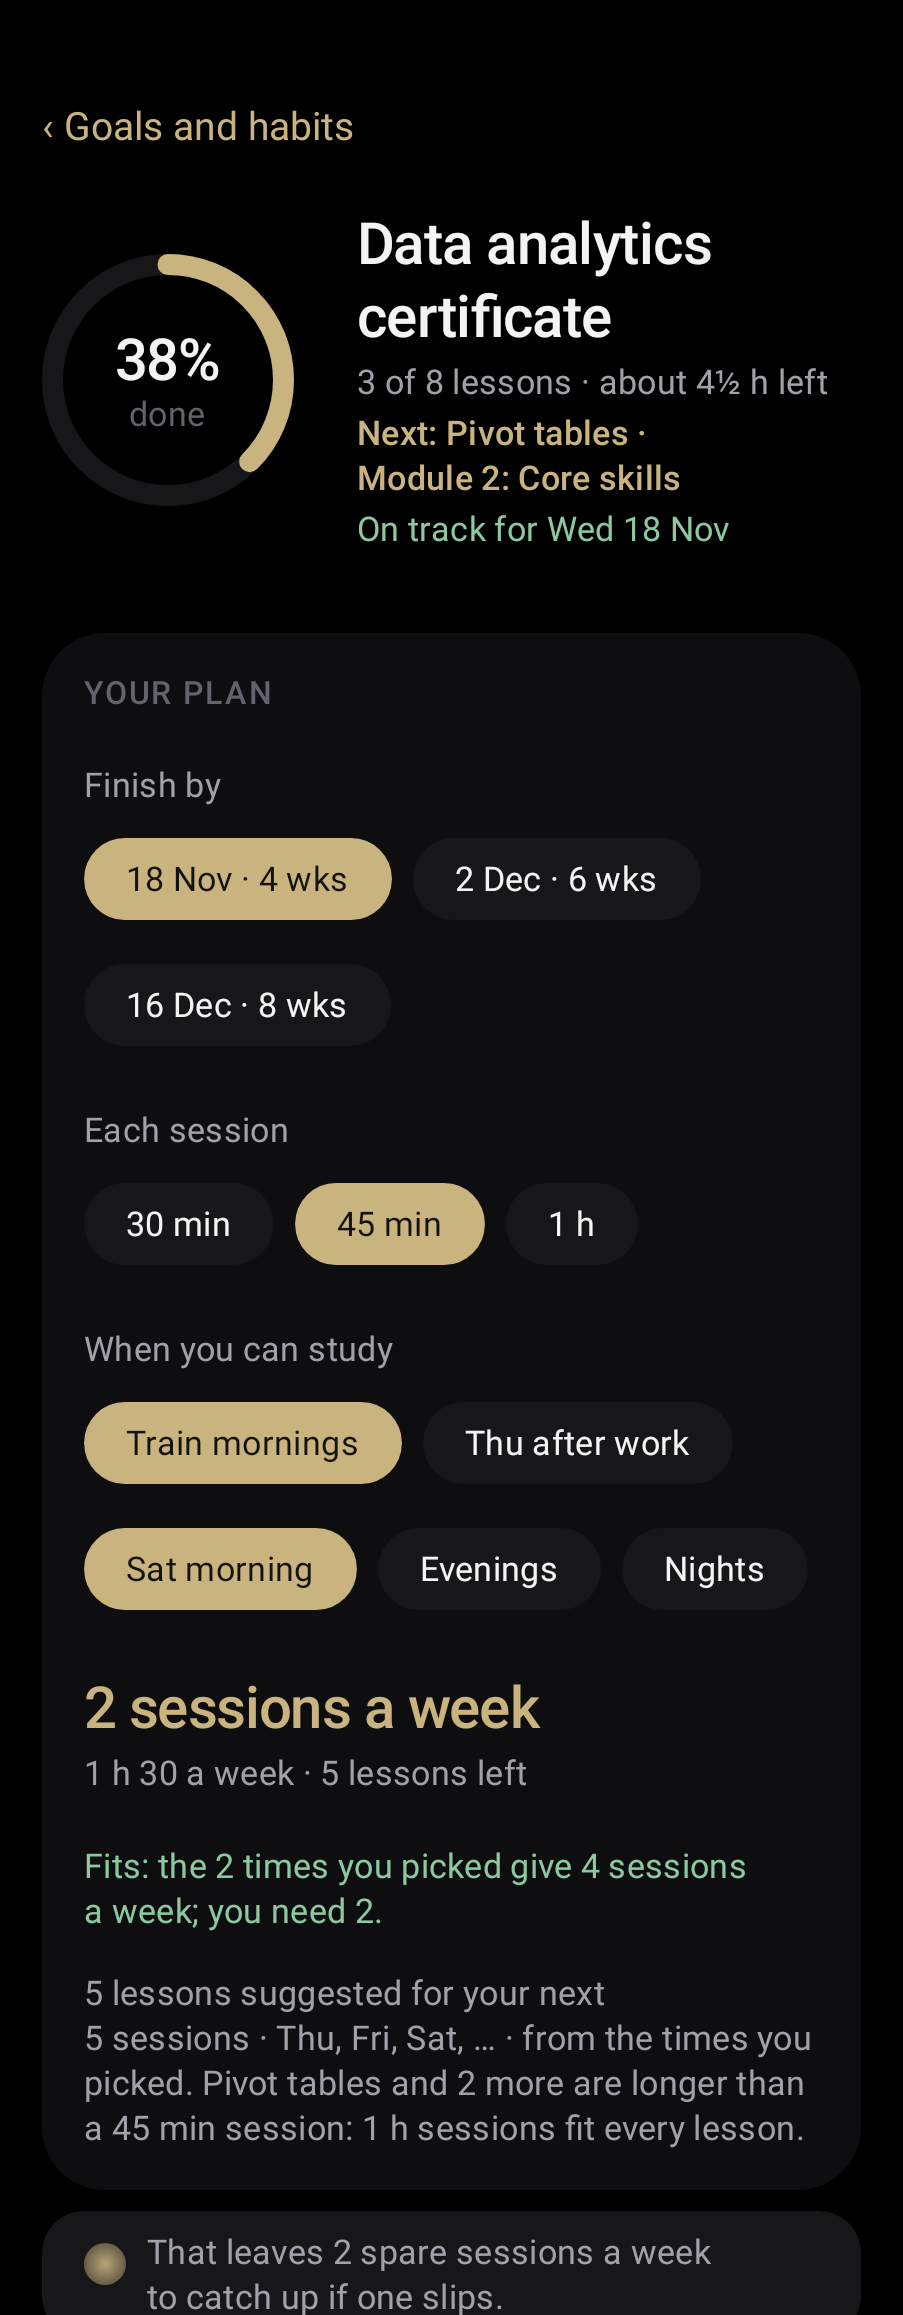 ‹ Goals and habits
Data analytics
certificate
38%
done
3 of 8 lessons · about 4½ h left
Next: Pivot tables ·
Module 2: Core skills
On track for Wed 18 Nov
YOUR PLAN
Finish by
18 Nov · 4 wks
2 Dec · 6 wks
16 Dec · 8 wks
Each session
30 min
45 min
1 h
When you can study
Train mornings
Thu after work
Sat morning
Evenings
Nights
2 sessions a week
1 h 30 a week · 5 lessons left
Fits: the 2 times you picked give 4 sessions
a week; you need 2.
5 lessons suggested for your next
5 sessions · Thu, Fri, Sat, … · from the times you
picked. Pivot tables and 2 more are longer than
a 45 min session: 1 h sessions fit every lesson.
That leaves 2 spare sessions a week
to catch up if one slips.